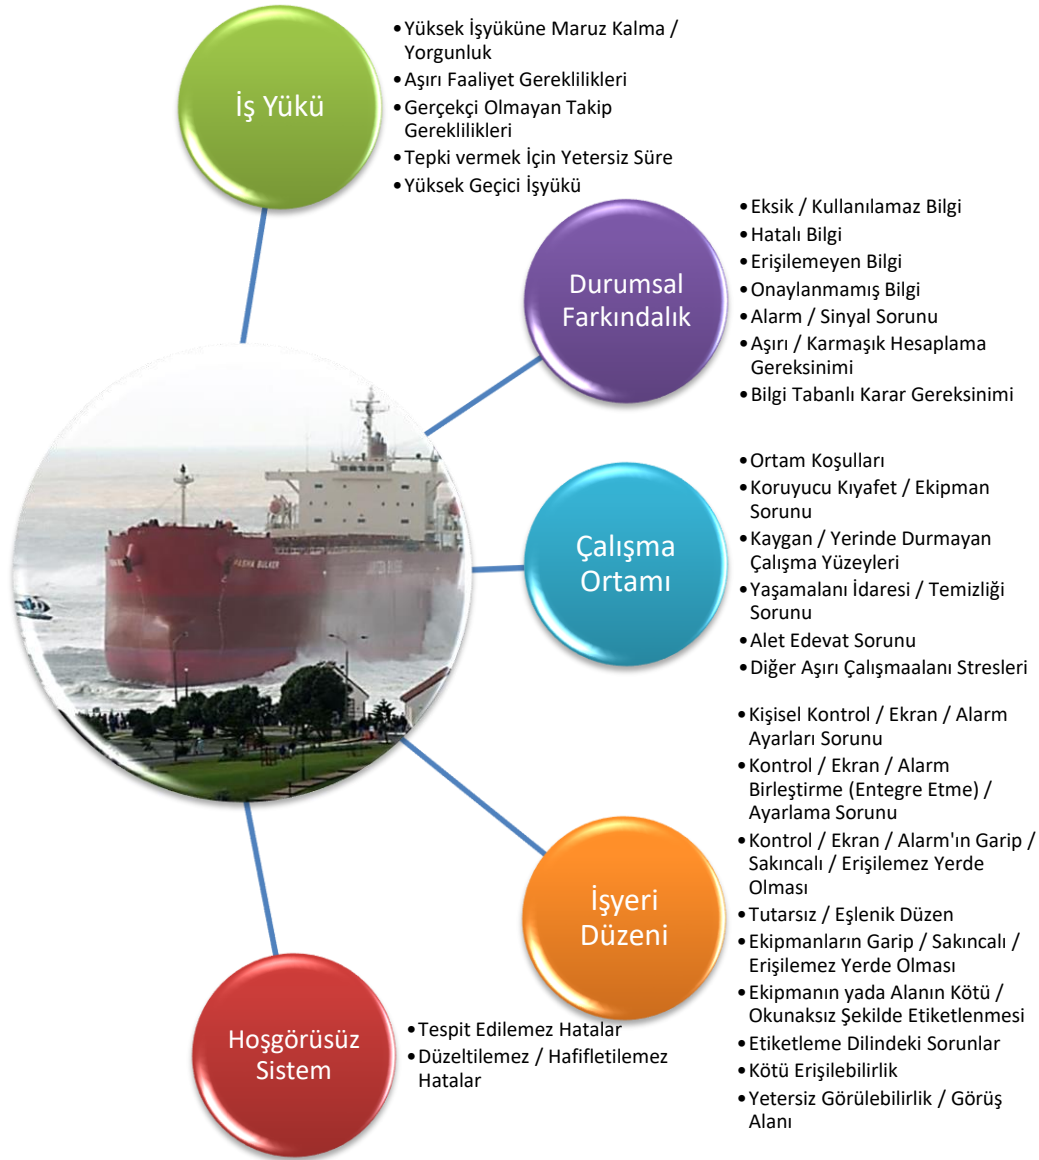 İş Yükü
•Yüksek İşyüküne Maruz Kalma /
Yorgunluk
•Aşırı Faaliyet Gereklilikleri
•Gerçekçi Olmayan Takip
Gereklilikleri
•Tepki vermek İçin Yetersiz Süre
•Yüksek Geçici İşyükü
Durumsal
Farkındalık
•Eksik / Kullanılamaz Bilgi
•Hatalı Bilgi
•Erişilemeyen Bilgi
•Onaylanmamış Bilgi
•Alarm / Sinyal Sorunu
•Aşırı / Karmaşık Hesaplama
Gereksinimi
•Bilgi Tabanlı Karar Gereksinimi
Çalışma
Ortamı
•Ortam Koşulları
•Koruyucu Kıyafet / Ekipman
Sorunu
•Kaygan / Yerinde Durmayan
Çalışma Yüzeyleri
•Yaşamalanı İdaresi / Temizliği
Sorunu
•Alet Edevat Sorunu
•Diğer Aşırı Çalışmaalanı Stresleri
PASHA BULKER
İşyeri
Düzeni
•Kişisel Kontrol / Ekran / Alarm
Ayarları Sorunu
•Kontrol / Ekran / Alarm
Birleştirme (Entegre Etme) /
Ayarlama Sorunu
•Kontrol / Ekran / Alarm'ın Garip /
Sakıncalı / Erişilemez Yerde
Olması
•Tutarsız / Eşlenik Düzen
•Ekipmanların Garip / Sakıncalı /
Erişilemez Yerde Olması
•Ekipmanın yada Alanın Kötü /
Okunaksız Şekilde Etiketlenmesi
•Etiketleme Dilindeki Sorunlar
•Kötü Erişilebilirlik
•Yetersiz Görülebilirlik / Görüş
Alanı
Hoşgörüsüz
Sistem
•Tespit Edilemez Hatalar
•Düzeltilemez / Hafifletilemez
Hatalar